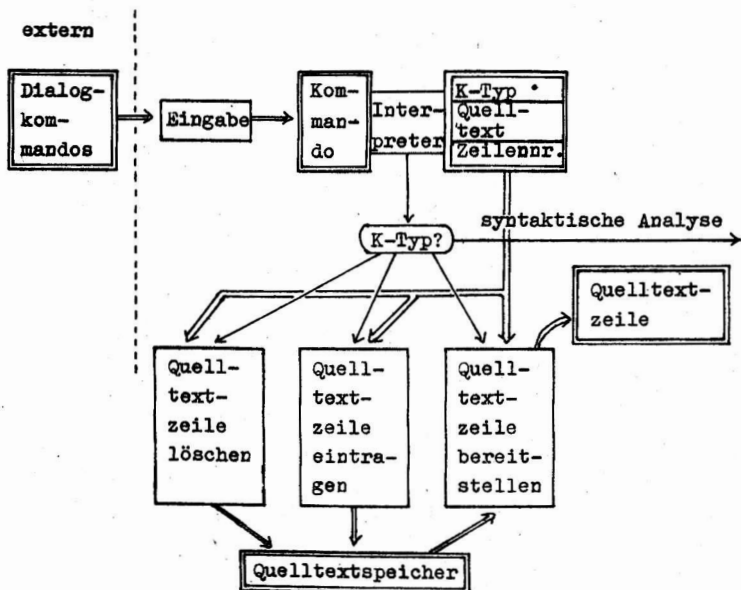 extern
Dialog-
kom-
mandos
Eingabe
Kom-
man-
do
Inter-
preter
K-Typ
Quell-
text
Zeilennr.
K-Typ?
syntaktische Analyse
Quelltext-
zeile
Quell-
text-
zeile
löschen
Quell-
text-
zeile
eintra-
gen
Quell-
text-
zeile
bereit-
stellen
Quelltextspeicher